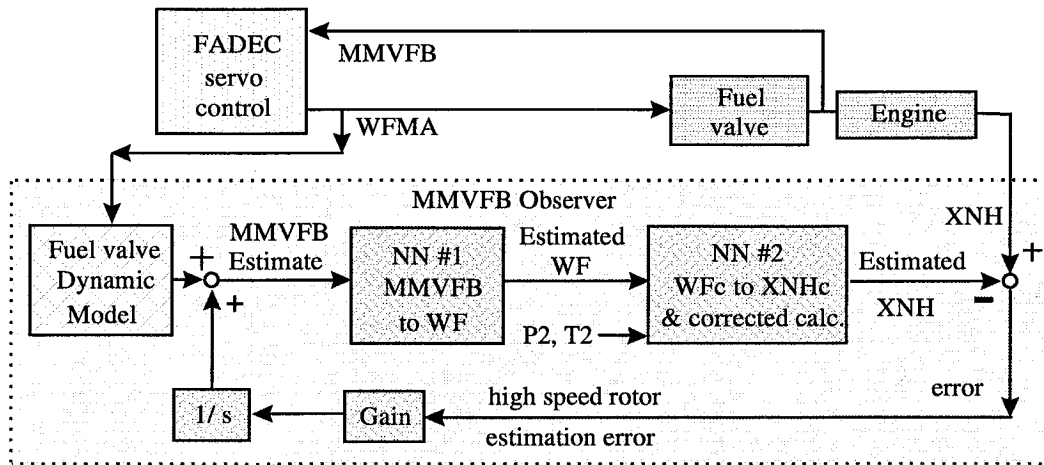 FADEC
servo
control
MMVFB
WFMA
Fuel
valve
Engine
MMVFB Observer
XNH
+
Fuel valve
Dynamic
Model
+
+
MMVFB
Estimate
NN #1
MMVFB
to WF
Estimated
WF
NN #2
WFc to XNHc
& corrected calc.
P2, T2
Estimated
XNH
−
error
high speed rotor
estimation error
Gain
1/ s